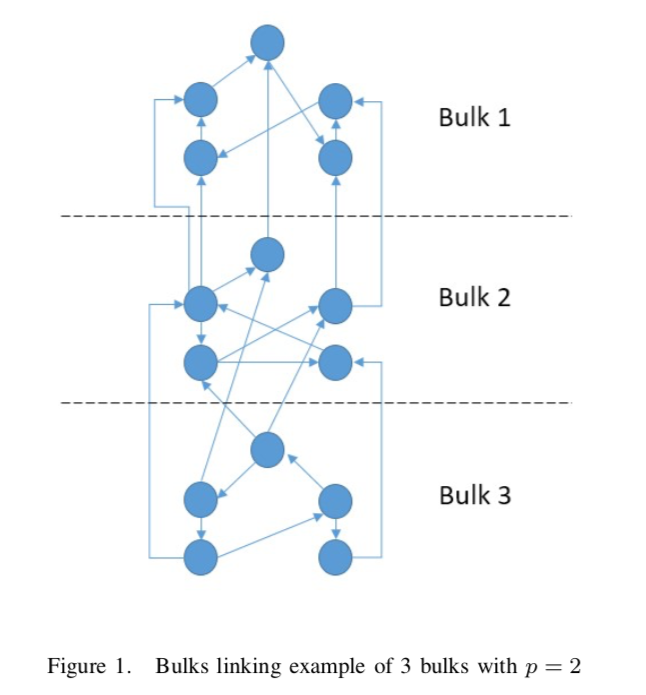 Bulk 1
Bulk 2
Bulk 3
Figure 1. Bulks linking example of 3 bulks with p = 2